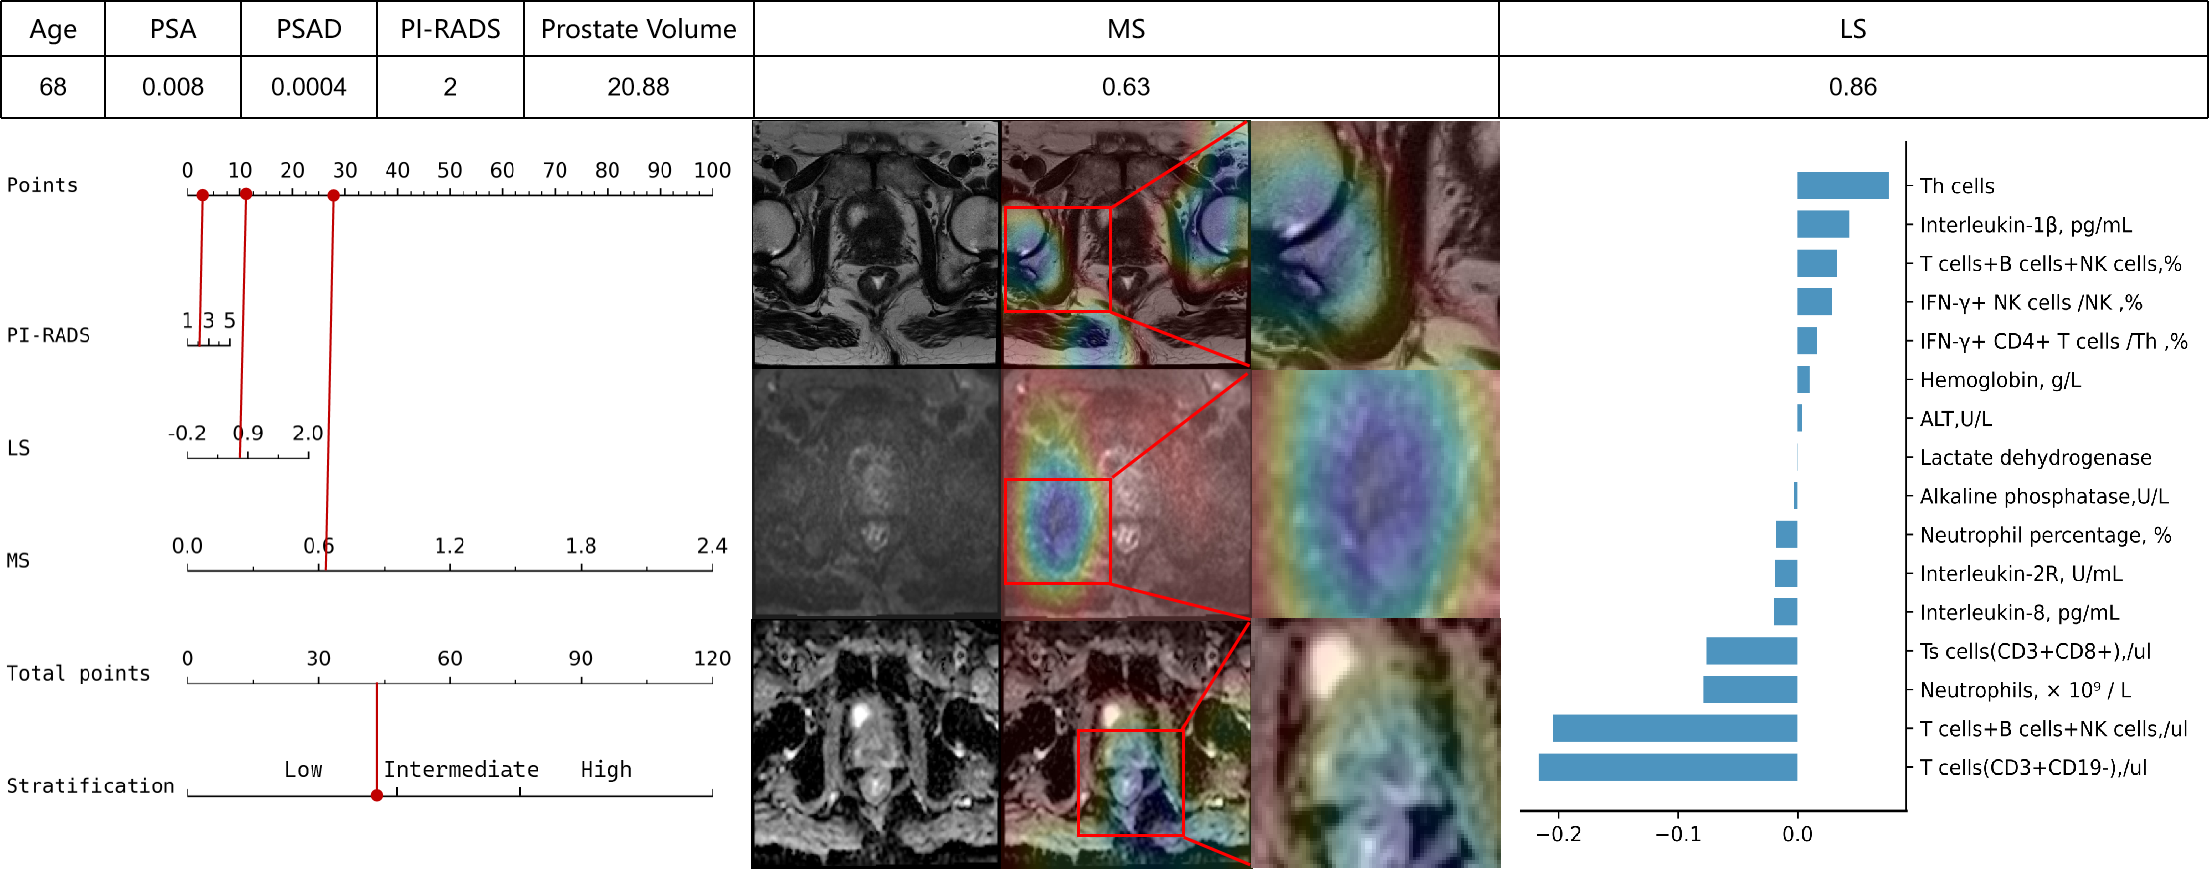 Age PSA PSAD PI-RADS Prostate Volume MS LS
68 0.008 0.0004 2 20.88 0.63 0.86
Points 0 10 20 30 40 50 60 70 80 90 100
PI-RADS 1 3 5
LS -0.2 0.9 2.0
MS 0.0 0.6 1.2 1.8 2.4
Total points 0 30 60 90 120
Stratification Low Intermediate High
Th cells
Interleukin-1β, pg/mL
T cells+B cells+NK cells,%
IFN-γ+ NK cells /NK ,%
IFN-γ+ CD4+ T cells /Th ,%
Hemoglobin, g/L
ALT,U/L
Lactate dehydrogenase
Alkaline phosphatase,U/L
Neutrophil percentage, %
Interleukin-2R, U/mL
Interleukin-8, pg/mL
Ts cells(CD3+CD8+),/ul
Neutrophils, × 10⁹ / L
T cells+B cells+NK cells,/ul
T cells(CD3+CD19-),/ul
−0.2 −0.1 0.0